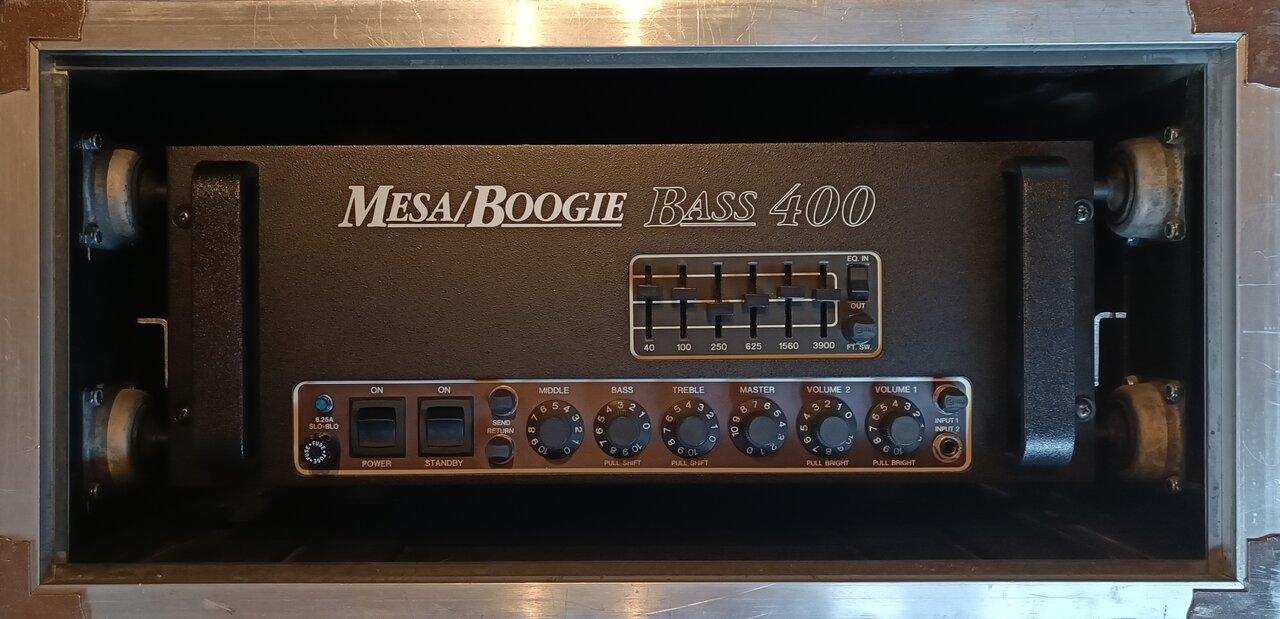 MESA/BOOGIE BASS 400
EQ. IN
OUT
40 100 250 625 1560 3900 FT. SW.
ON ON MIDDLE BASS TREBLE MASTER VOLUME 2 VOLUME 1
6.25A
SLO-BLO
SEND
RETURN
INPUT 1
INPUT 2
FUSE FUSE
POWER STANDBY PULL SHIFT PULL SHIFT PULL BRIGHT PULL BRIGHT